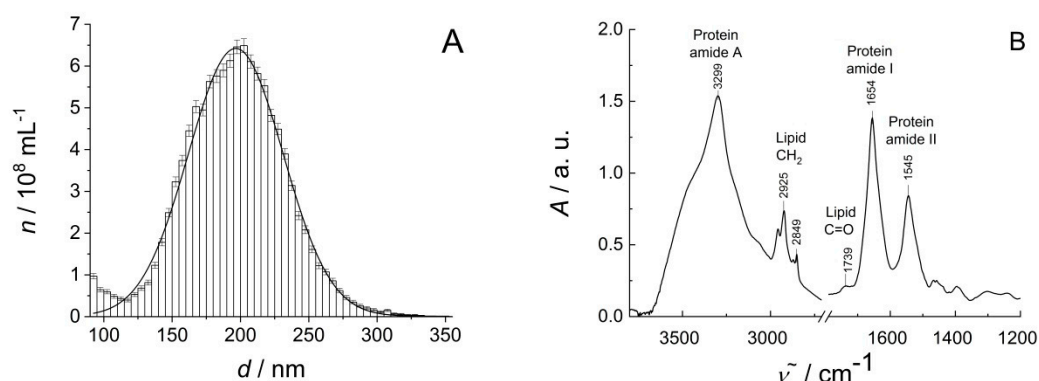 A
n / 10⁸ mL⁻¹
7
6
5
4
3
2
1
0
100 150 200 250 300 350
d / nm
B
A / a. u.
2.0
1.5
1.0
0.5
0.0
Protein
amide A
3299
Lipid
CH₂
2925
2849
Lipid
C=O
1739
Protein
amide I
1654
Protein
amide II
1545
3500 3000 1600 1400 1200
ν~ / cm⁻¹